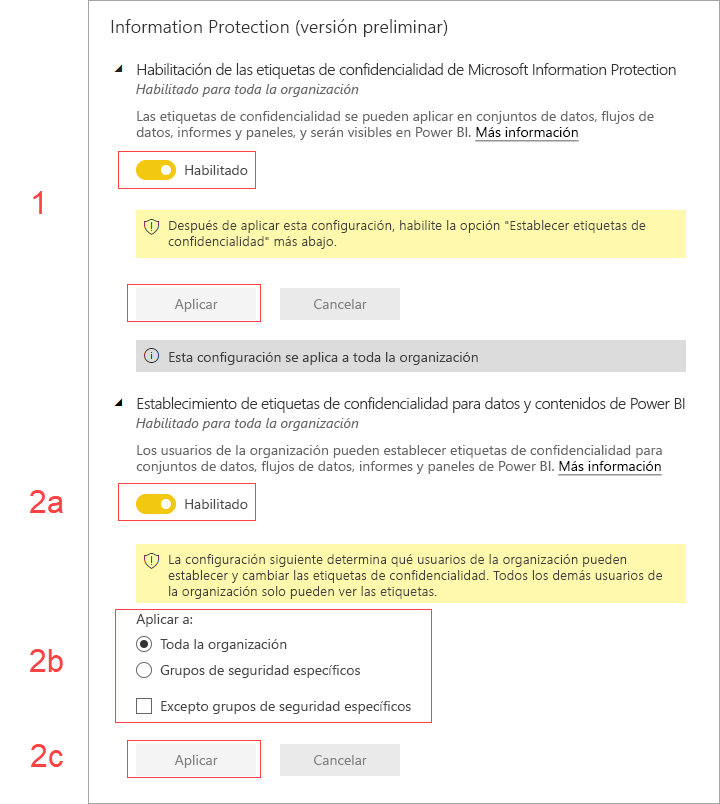 Information Protection (versión preliminar)
Habilitación de las etiquetas de confidencialidad de Microsoft Information Protection
Habilitado para toda la organización
Las etiquetas de confidencialidad se pueden aplicar en conjuntos de datos, flujos de
datos, informes y paneles, y serán visibles en Power BI. Más información
Habilitado
1
Después de aplicar esta configuración, habilite la opción "Establecer etiquetas de
confidencialidad" más abajo.
Aplicar Cancelar
Esta configuración se aplica a toda la organización
Establecimiento de etiquetas de confidencialidad para datos y contenidos de Power BI
Habilitado para toda la organización
Los usuarios de la organización pueden establecer etiquetas de confidencialidad para
conjuntos de datos, flujos de datos, informes y paneles de Power BI. Más información
2a Habilitado
La configuración siguiente determina qué usuarios de la organización pueden
establecer y cambiar las etiquetas de confidencialidad. Todos los demás usuarios de
la organización solo pueden ver las etiquetas.
Aplicar a:
Toda la organización
2b Grupos de seguridad específicos
Excepto grupos de seguridad específicos
2c Aplicar Cancelar